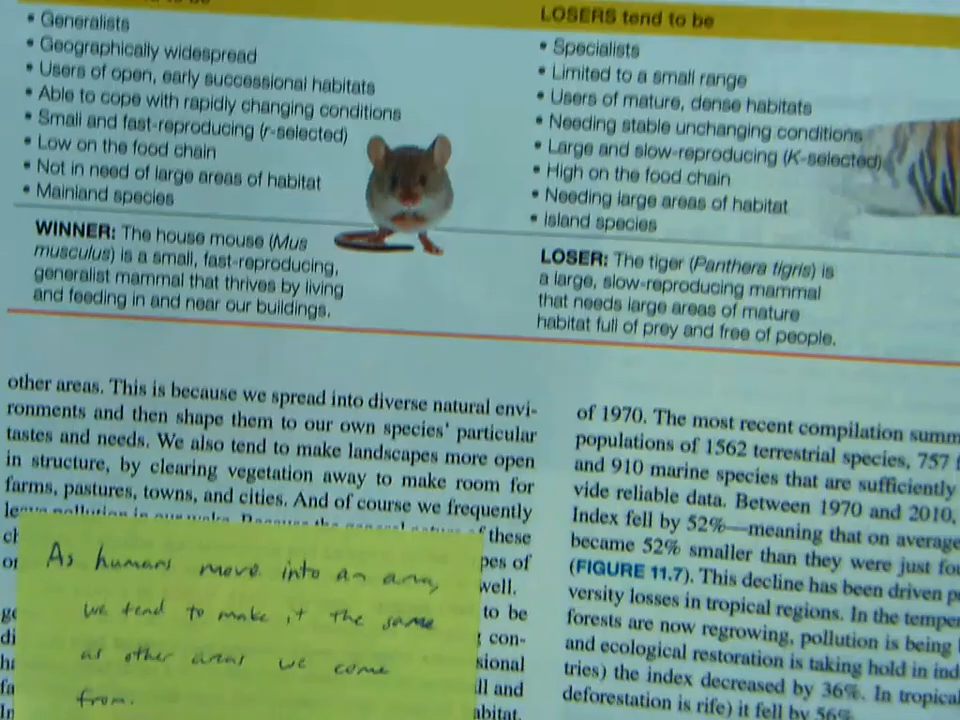 LOSERS tend to be
• Generalists
• Geographically widespread
• Users of open, early successional habitats
• Able to cope with rapidly changing conditions
• Small and fast-reproducing (r-selected)
• Low on the food chain
• Not in need of large areas of habitat
• Mainland species
WINNER: The house mouse (Mus
musculus) is a small, fast-reproducing,
generalist mammal that thrives by living
and feeding in and near our buildings.
• Specialists
• Limited to a small range
• Users of mature, dense habitats
• Needing stable unchanging conditions
• Large and slow-reproducing (K-selected)
• High on the food chain
• Needing large areas of habitat
• Island species
LOSER: The tiger (Panthera tigris) is
a large, slow-reproducing mammal
that needs large areas of mature
habitat full of prey and free of people.
other areas. This is because we spread into diverse natural envi-
ronments and then shape them to our own species' particular
tastes and needs. We also tend to make landscapes more open
in structure, by clearing vegetation away to make room for
farms, pastures, towns, and cities. And of course we frequently
these
of
well.
to be
con-
and
As humans move into an area,
we tend to make it the same
as other areas we come
from.
of 1970. The most recent compilation
populations of 1562 terrestrial species, 757
and 910 marine species that are sufficiently
vide reliable data. Between 1970 and 2010,
Index fell by 52%—meaning that on average
became 52% smaller than they were just
(FIGURE 11.7). This decline has been driven
versity losses in tropical regions. In the
forests are now regrowing, pollution is being
and ecological restoration is taking hold in
tries) the index decreased by 36%. In tropical
deforestation is rife) it fell by 56%